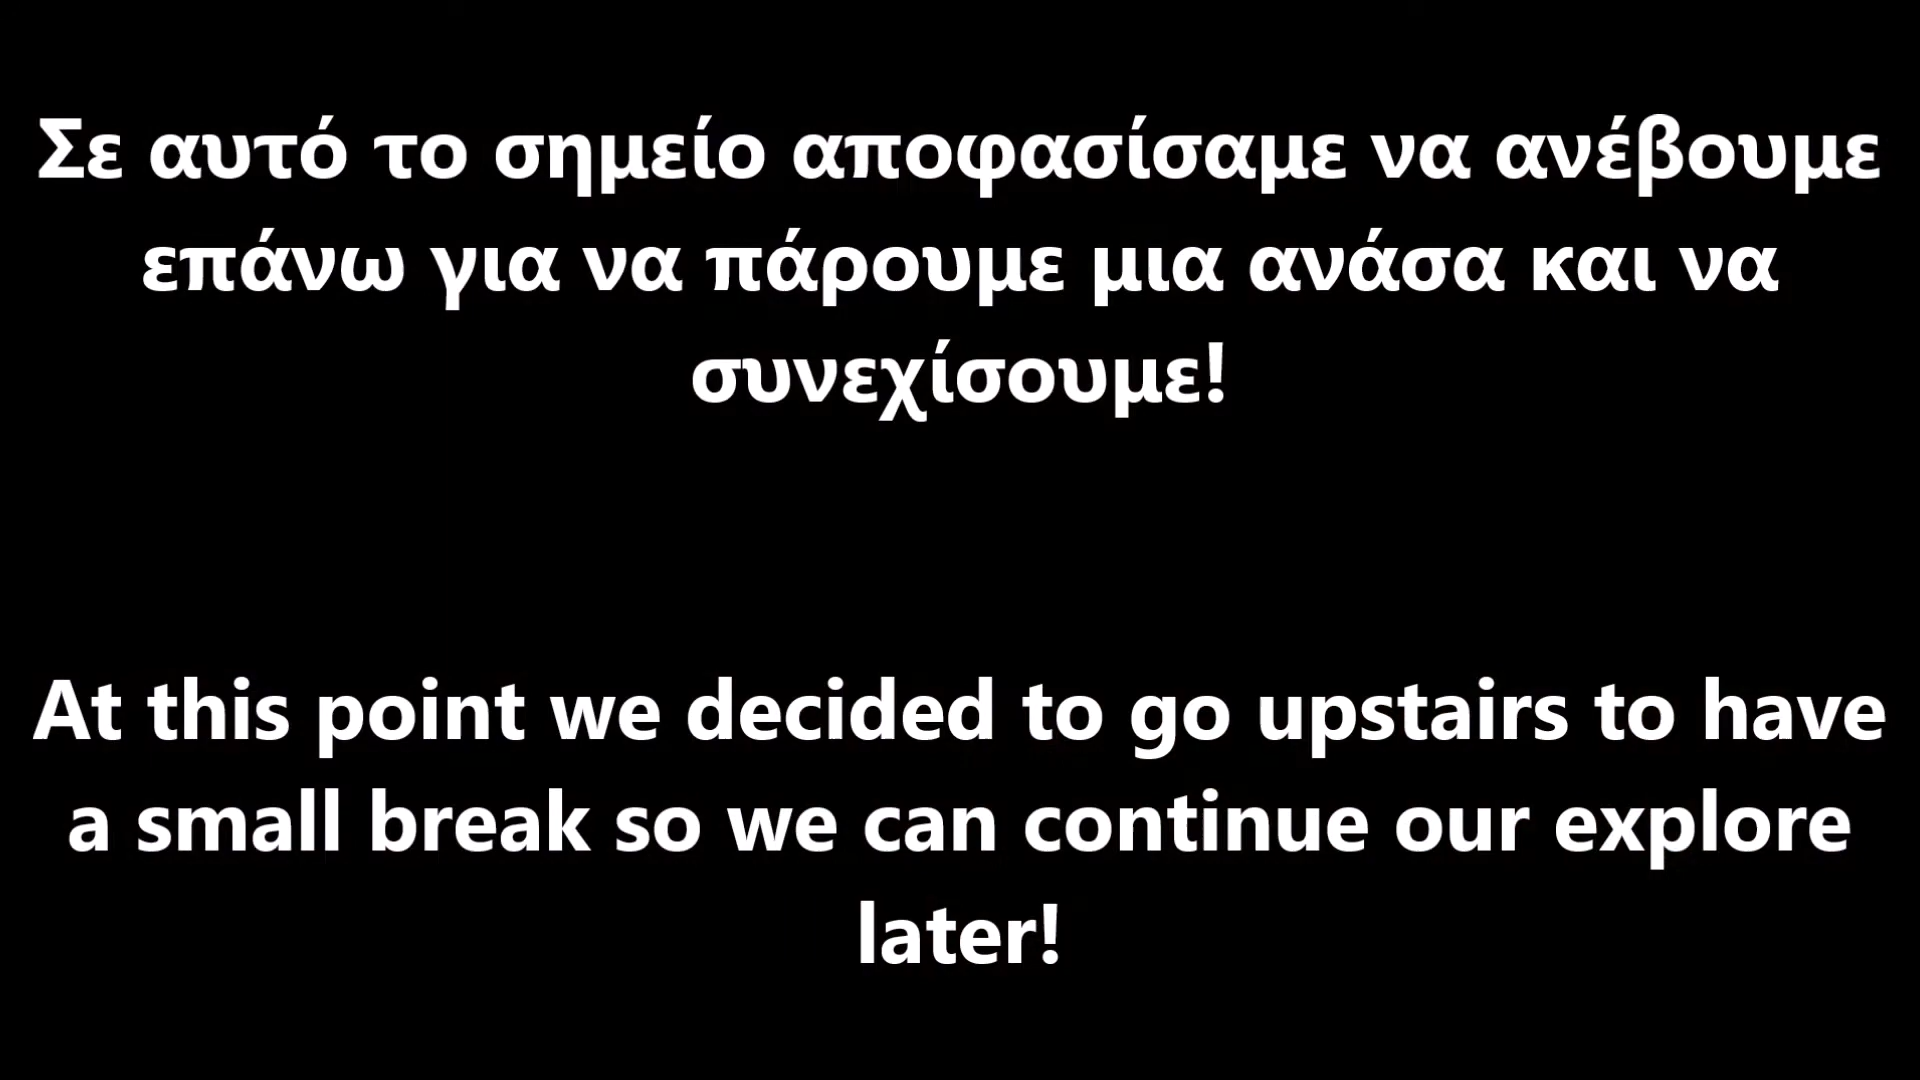 Σε αυτό το σημείο αποφασίσαμε να ανέβουμε
επάνω για να πάρουμε μια ανάσα και να
συνεχίσουμε!
At this point we decided to go upstairs to have
a small break so we can continue our explore
later!